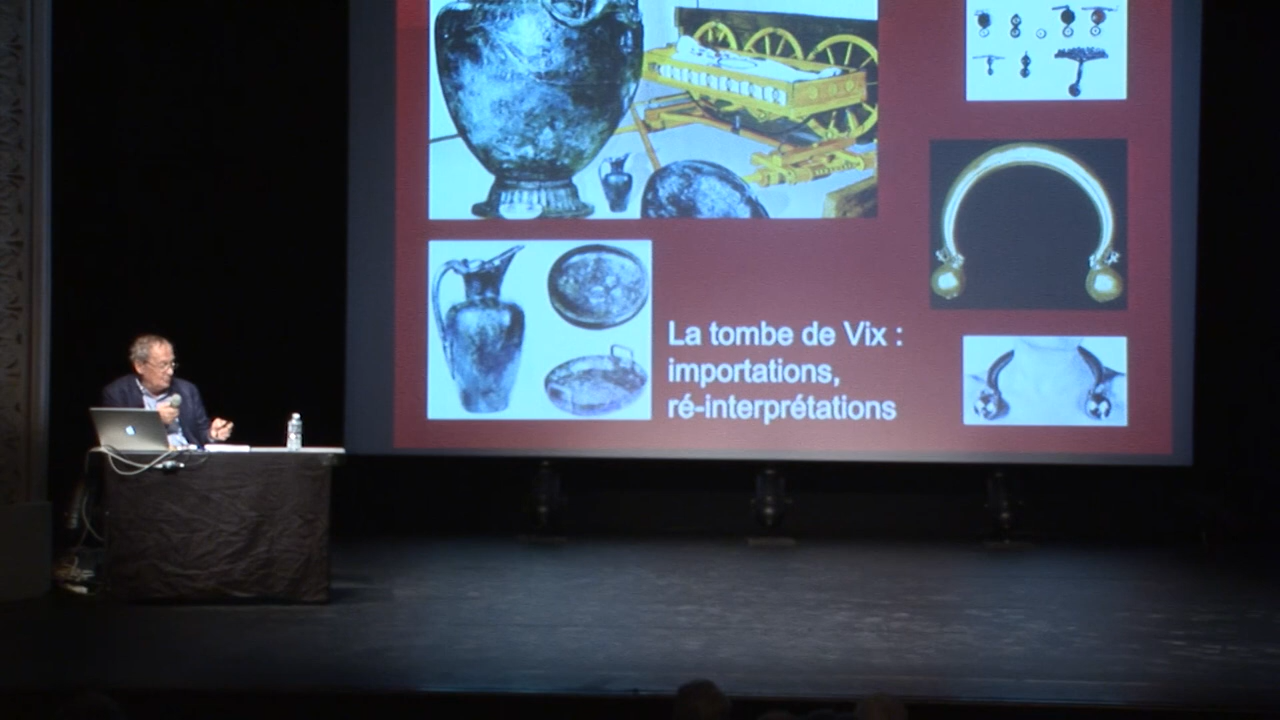 La tombe de Vix :
importations,
ré-interprétations